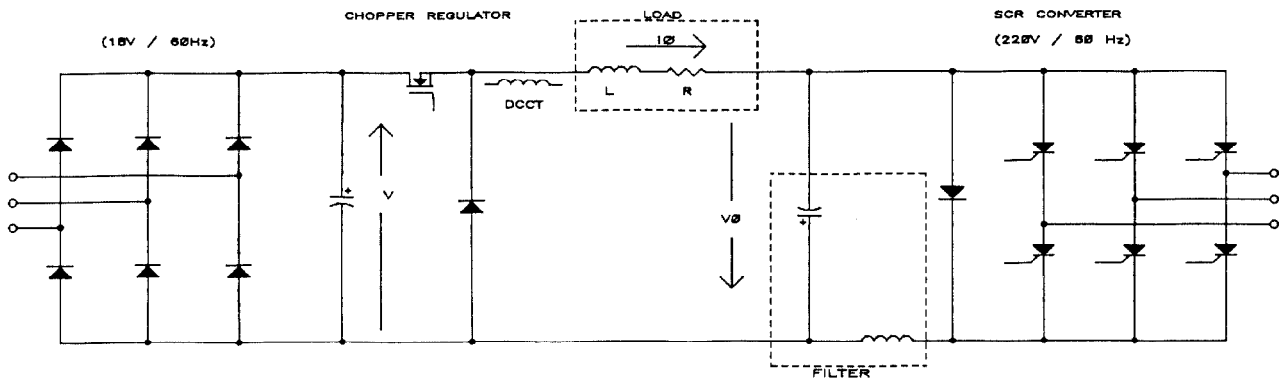 CHOPPER REGULATOR
LOAD
SCR CONVERTER
(18V / 60Hz)
IØ
(220V / 60 Hz)
L
R
DCCT
+
V
VØ
+
FILTER